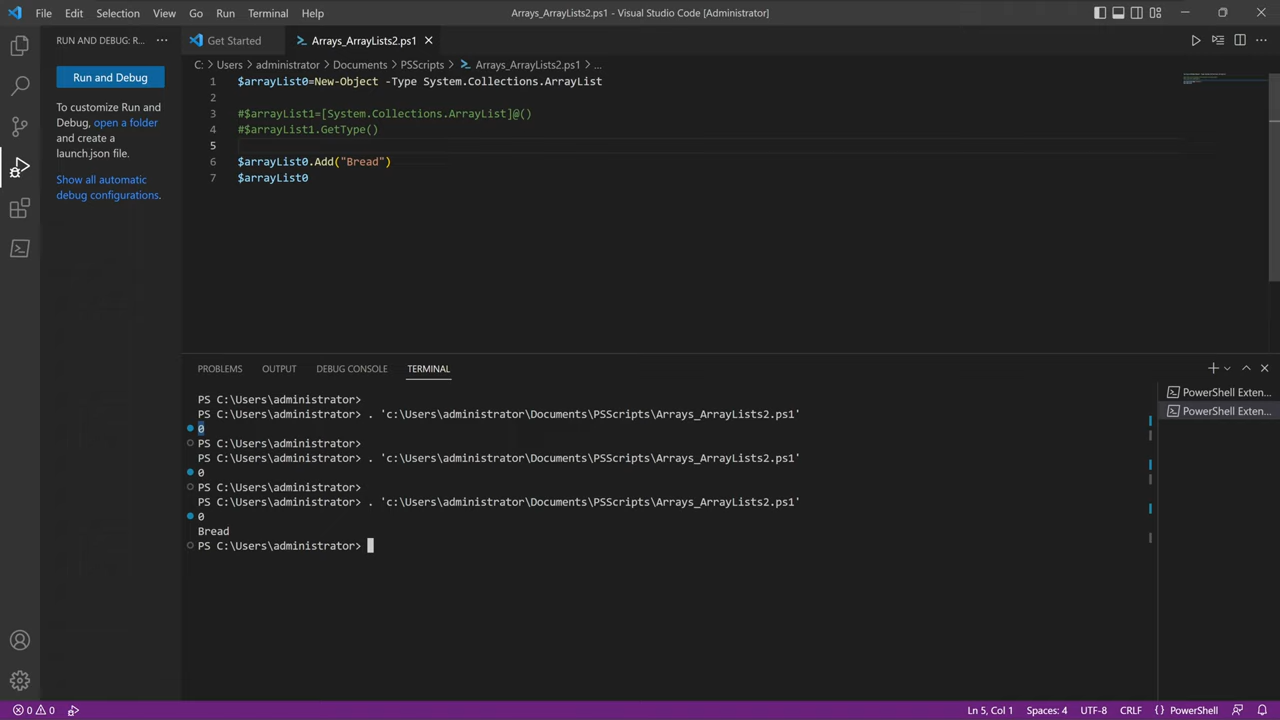 File Edit Selection View Go Run Terminal Help
Arrays_ArrayLists2.ps1 - Visual Studio Code [Administrator]
RUN AND DEBUG: R...
Run and Debug
To customize Run and
Debug, open a folder
and create a
launch.json file.
Show all automatic
debug configurations.
Get Started
Arrays_ArrayLists2.ps1
C: > Users > administrator > Documents > PSScripts > Arrays_ArrayLists2.ps1 > ...
1 $arrayList0=New-Object -Type System.Collections.ArrayList
2
3 #$arrayList1=[System.Collections.ArrayList]@()
4 #$arrayList1.GetType()
5
6 $arrayList0.Add("Bread")
7 $arrayList0
PROBLEMS OUTPUT DEBUG CONSOLE TERMINAL
PS C:\Users\administrator>
PS C:\Users\administrator> . 'c:\Users\administrator\Documents\PSScripts\Arrays_ArrayLists2.ps1'
0
PS C:\Users\administrator>
PS C:\Users\administrator> . 'c:\Users\administrator\Documents\PSScripts\Arrays_ArrayLists2.ps1'
0
PS C:\Users\administrator>
PS C:\Users\administrator> . 'c:\Users\administrator\Documents\PSScripts\Arrays_ArrayLists2.ps1'
0
Bread
PS C:\Users\administrator>
PowerShell Exten...
PowerShell Exten...
0 0
Ln 5, Col 1 Spaces: 4 UTF-8 CRLF {} PowerShell